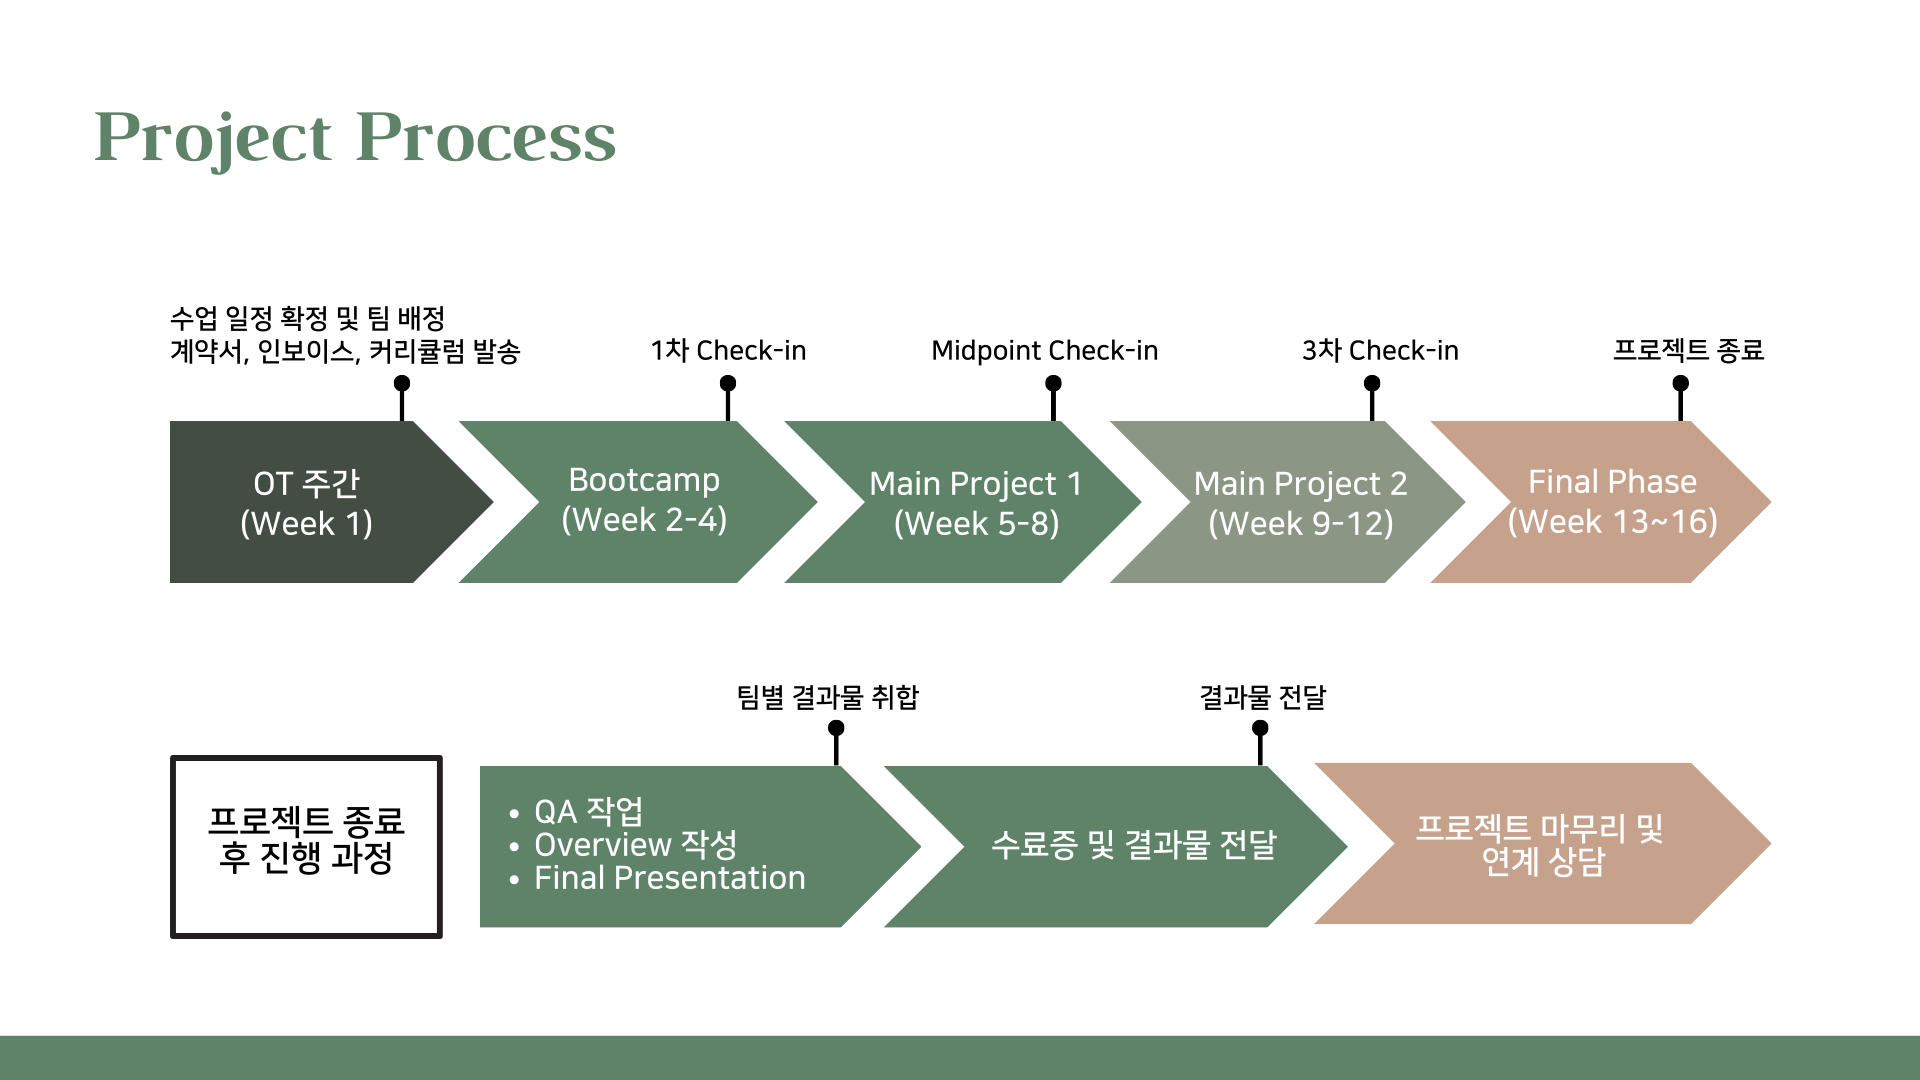 Project Process
수업 일정 확정 및 팀 배정
계약서, 인보이스, 커리큘럼 발송
1차 Check-in
Midpoint Check-in
3차 Check-in
프로젝트 종료
OT 주간
(Week 1)
Bootcamp
(Week 2-4)
Main Project 1
(Week 5-8)
Main Project 2
(Week 9-12)
Final Phase
(Week 13~16)
팀별 결과물 취합
결과물 전달
프로젝트 종료
후 진행 과정
• QA 작업
• Overview 작성
• Final Presentation
수료증 및 결과물 전달
프로젝트 마무리 및
연계 상담